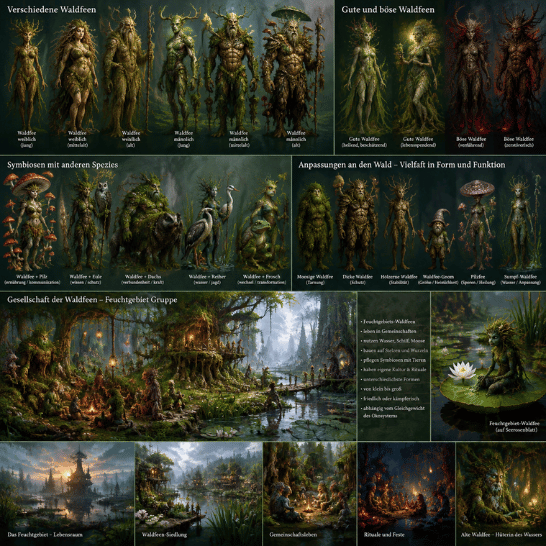 Verschiedene Waldfeen
Gute und böse Waldfeen
Waldfee
weiblich
(jung)
Waldfee
weiblich
(mittelalt)
Waldfee
weiblich
(alt)
Waldfee
männlich
(jung)
Waldfee
männlich
(mittelalt)
Waldfee
männlich
(alt)
Gute Waldfee
(heilend, beschützend)
Gute Waldfee
(lebensspendend)
Böse Waldfee
(verführend)
Böse Waldfee
(zerstörerisch)
Symbiosen mit anderen Spezies
Anpassungen an den Wald – Vielfalt in Form und Funktion
Waldfee + Pilz
(ernährung / kommunikation)
Waldfee + Eule
(wissen / schutz)
Waldfee + Dachs
(verbundenheit / kraft)
Waldfee + Reiher
(wasser / jagd)
Waldfee + Frosch
(wechsel / transformation)
Moosige Waldfee
(Tarnung)
Dicke Waldfee
(Schutz)
Hölzerne Waldfee
(Stabilität)
Waldfee-Gnom
(Größe / Heimlichkeit)
Pilzfee
(Sporen / Heilung)
Sumpf-Waldfee
(Wasser / Anpassung)
Gesellschaft der Waldfeen – Feuchtgebiet Gruppe
• Feuchtgebiets-Waldfeen
• leben in Gemeinschaften
• nutzen Wasser, Schilf, Moose
• bauen auf Stelzen und Wurzeln
• pflegen Symbiosen mit Tieren
• haben eigene Kultur & Rituale
• unterschiedlichste Formen
• von klein bis groß
• friedlich oder kämpferisch
• abhängig vom Gleichgewicht
des Ökosystems
Feuchtgebiet-Waldfee
(auf Seerosenblatt)
Das Feuchtgebiet – Lebensraum
Waldfeen-Siedlung
Gemeinschaftsleben
Rituale und Feste
Alte Waldfee – Hüterin des Wassers